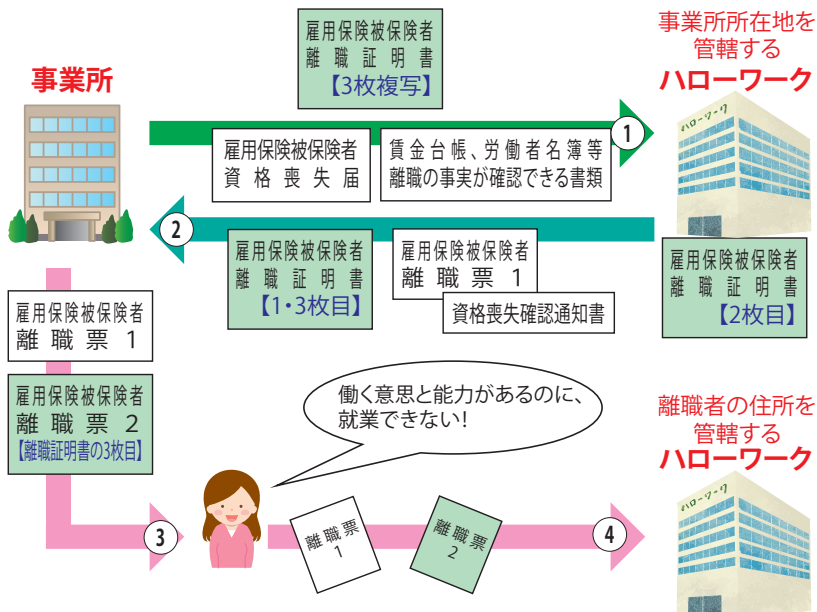 雇用保険被保険者
離職証明書
【3枚複写】
事業所所在地を
管轄する
ハローワーク
事業所
ハローワーク
1
雇用保険被保険者
資格喪失届
賃金台帳、労働者名簿等
離職の事実が確認できる書類
2
雇用保険被保険者
離職証明書
【1・3枚目】
雇用保険被保険者
離職票1
資格喪失確認通知書
雇用保険被保険者
離職証明書
【2枚目】
雇用保険被保険者
離職票1
雇用保険被保険者
離職票2
【離職証明書の3枚目】
働く意思と能力があるのに、
就業できない!
離職者の住所を
管轄する
ハローワーク
ハローワーク
3
離職票
1
離職票
2
4